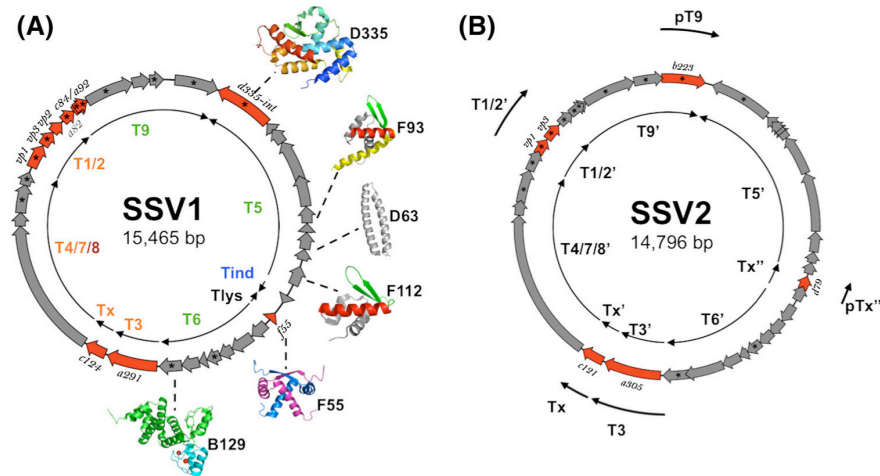 (A)
D335
d335-int
vp1
vp3
vp2
c84/
a92
a82
T9
F93
T1/2
SSV1
15,465 bp
T5
D63
T4/7/8
Tind
Tlys
F112
Tx
T3
T6
f55
c124
a291
F55
B129
(B)
pT9
b223
T1/2’
vp1
vp3
T9’
T1/2’
SSV2
14,796 bp
T5’
T4/7/8’
Tx’’
d79
pTx’’
Tx’
T3’
T6’
c121
a305
Tx
T3